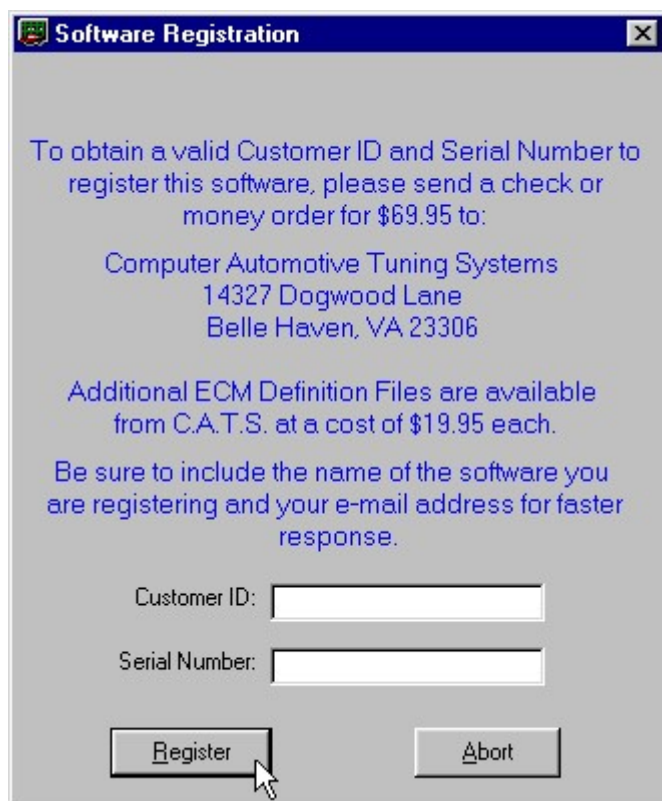 Software Registration
To obtain a valid Customer ID and Serial Number to
register this software, please send a check or
money order for $69.95 to:
Computer Automotive Tuning Systems
14327 Dogwood Lane
Belle Haven, VA 23306
Additional ECM Definition Files are available
from C.A.T.S. at a cost of $19.95 each.
Be sure to include the name of the software you
are registering and your e-mail address for faster
response.
Customer ID:
Serial Number:
Register Abort